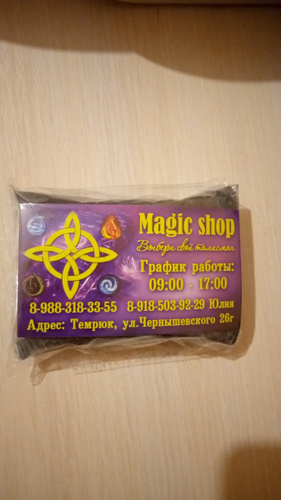 Magic shop
Выбери свой талисман
График работы:
09:00 - 17:00
8-988-318-33-55 8-918-503-92-29 Юлия
Адрес: Темрюк, ул.Чернышевского 26г